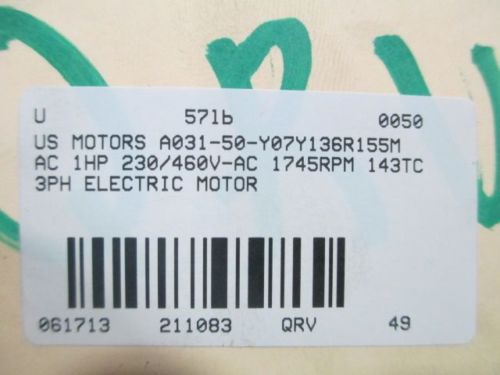 U 57lb 0050
US MOTORS A031-50-Y07Y136R155M
AC 1HP 230/460V-AC 1745RPM 143TC
3PH ELECTRIC MOTOR
061713 211083 QRV 49